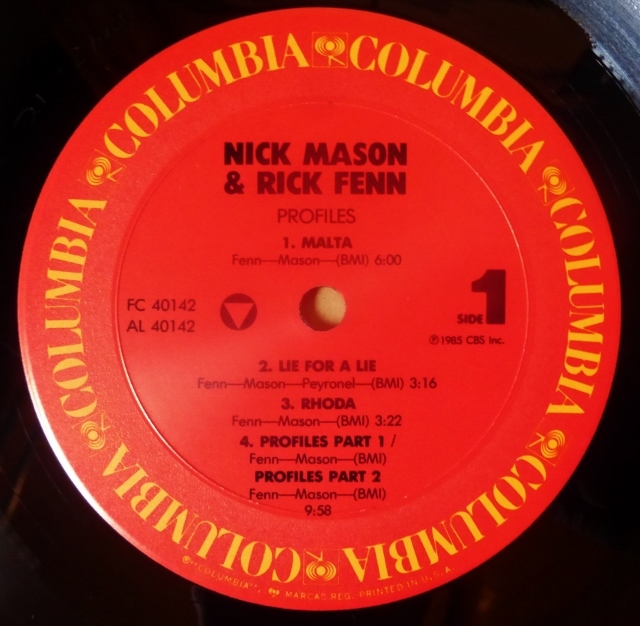 COLUMBIA COLUMBIA COLUMBIA COLUMBIA COLUMBIA COLUMBIA COLUMBIA COLUMBIA
NICK MASON
& RICK FENN
PROFILES
1. MALTA
Fenn—Mason—(BMI) 6:00
FC 40142
AL 40142
SIDE 1
℗1985 CBS Inc.
2. LIE FOR A LIE
Fenn—Mason—Peyronel—(BMI) 3:16
3. RHODA
Fenn—Mason—(BMI) 3:22
4. PROFILES PART 1 /
Fenn—Mason—(BMI)
PROFILES PART 2
Fenn—Mason—(BMI)
9:58
®"COLUMBIA", MARCAS REG. PRINTED IN U.S.A.